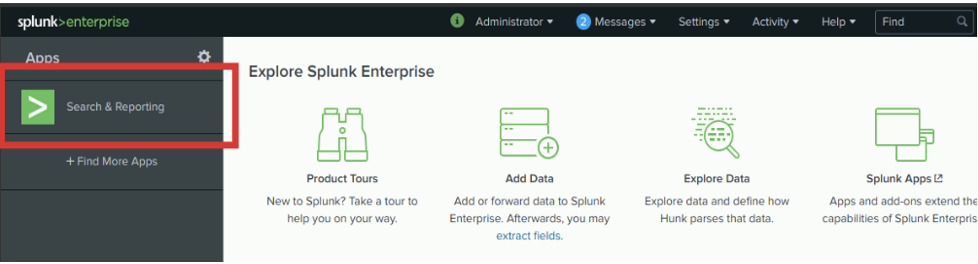 splunk>enterprise
i Administrator 2 Messages Settings Activity Help Find
Apps
Explore Splunk Enterprise
> Search & Reporting
+ Find More Apps
Product Tours
New to Splunk? Take a tour to
help you on your way.
Add Data
Add or forward data to Splunk
Enterprise. Afterwards, you may
extract fields.
Explore Data
Explore data and define how
Hunk parses that data.
Splunk Apps
Apps and add-ons extend the
capabilities of Splunk Enterpris